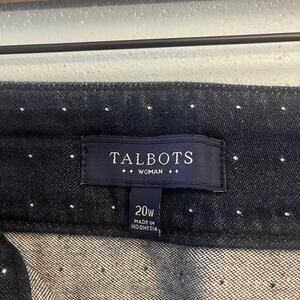 TALBOTS
WOMAN
20W
MADE IN
INDONESIA